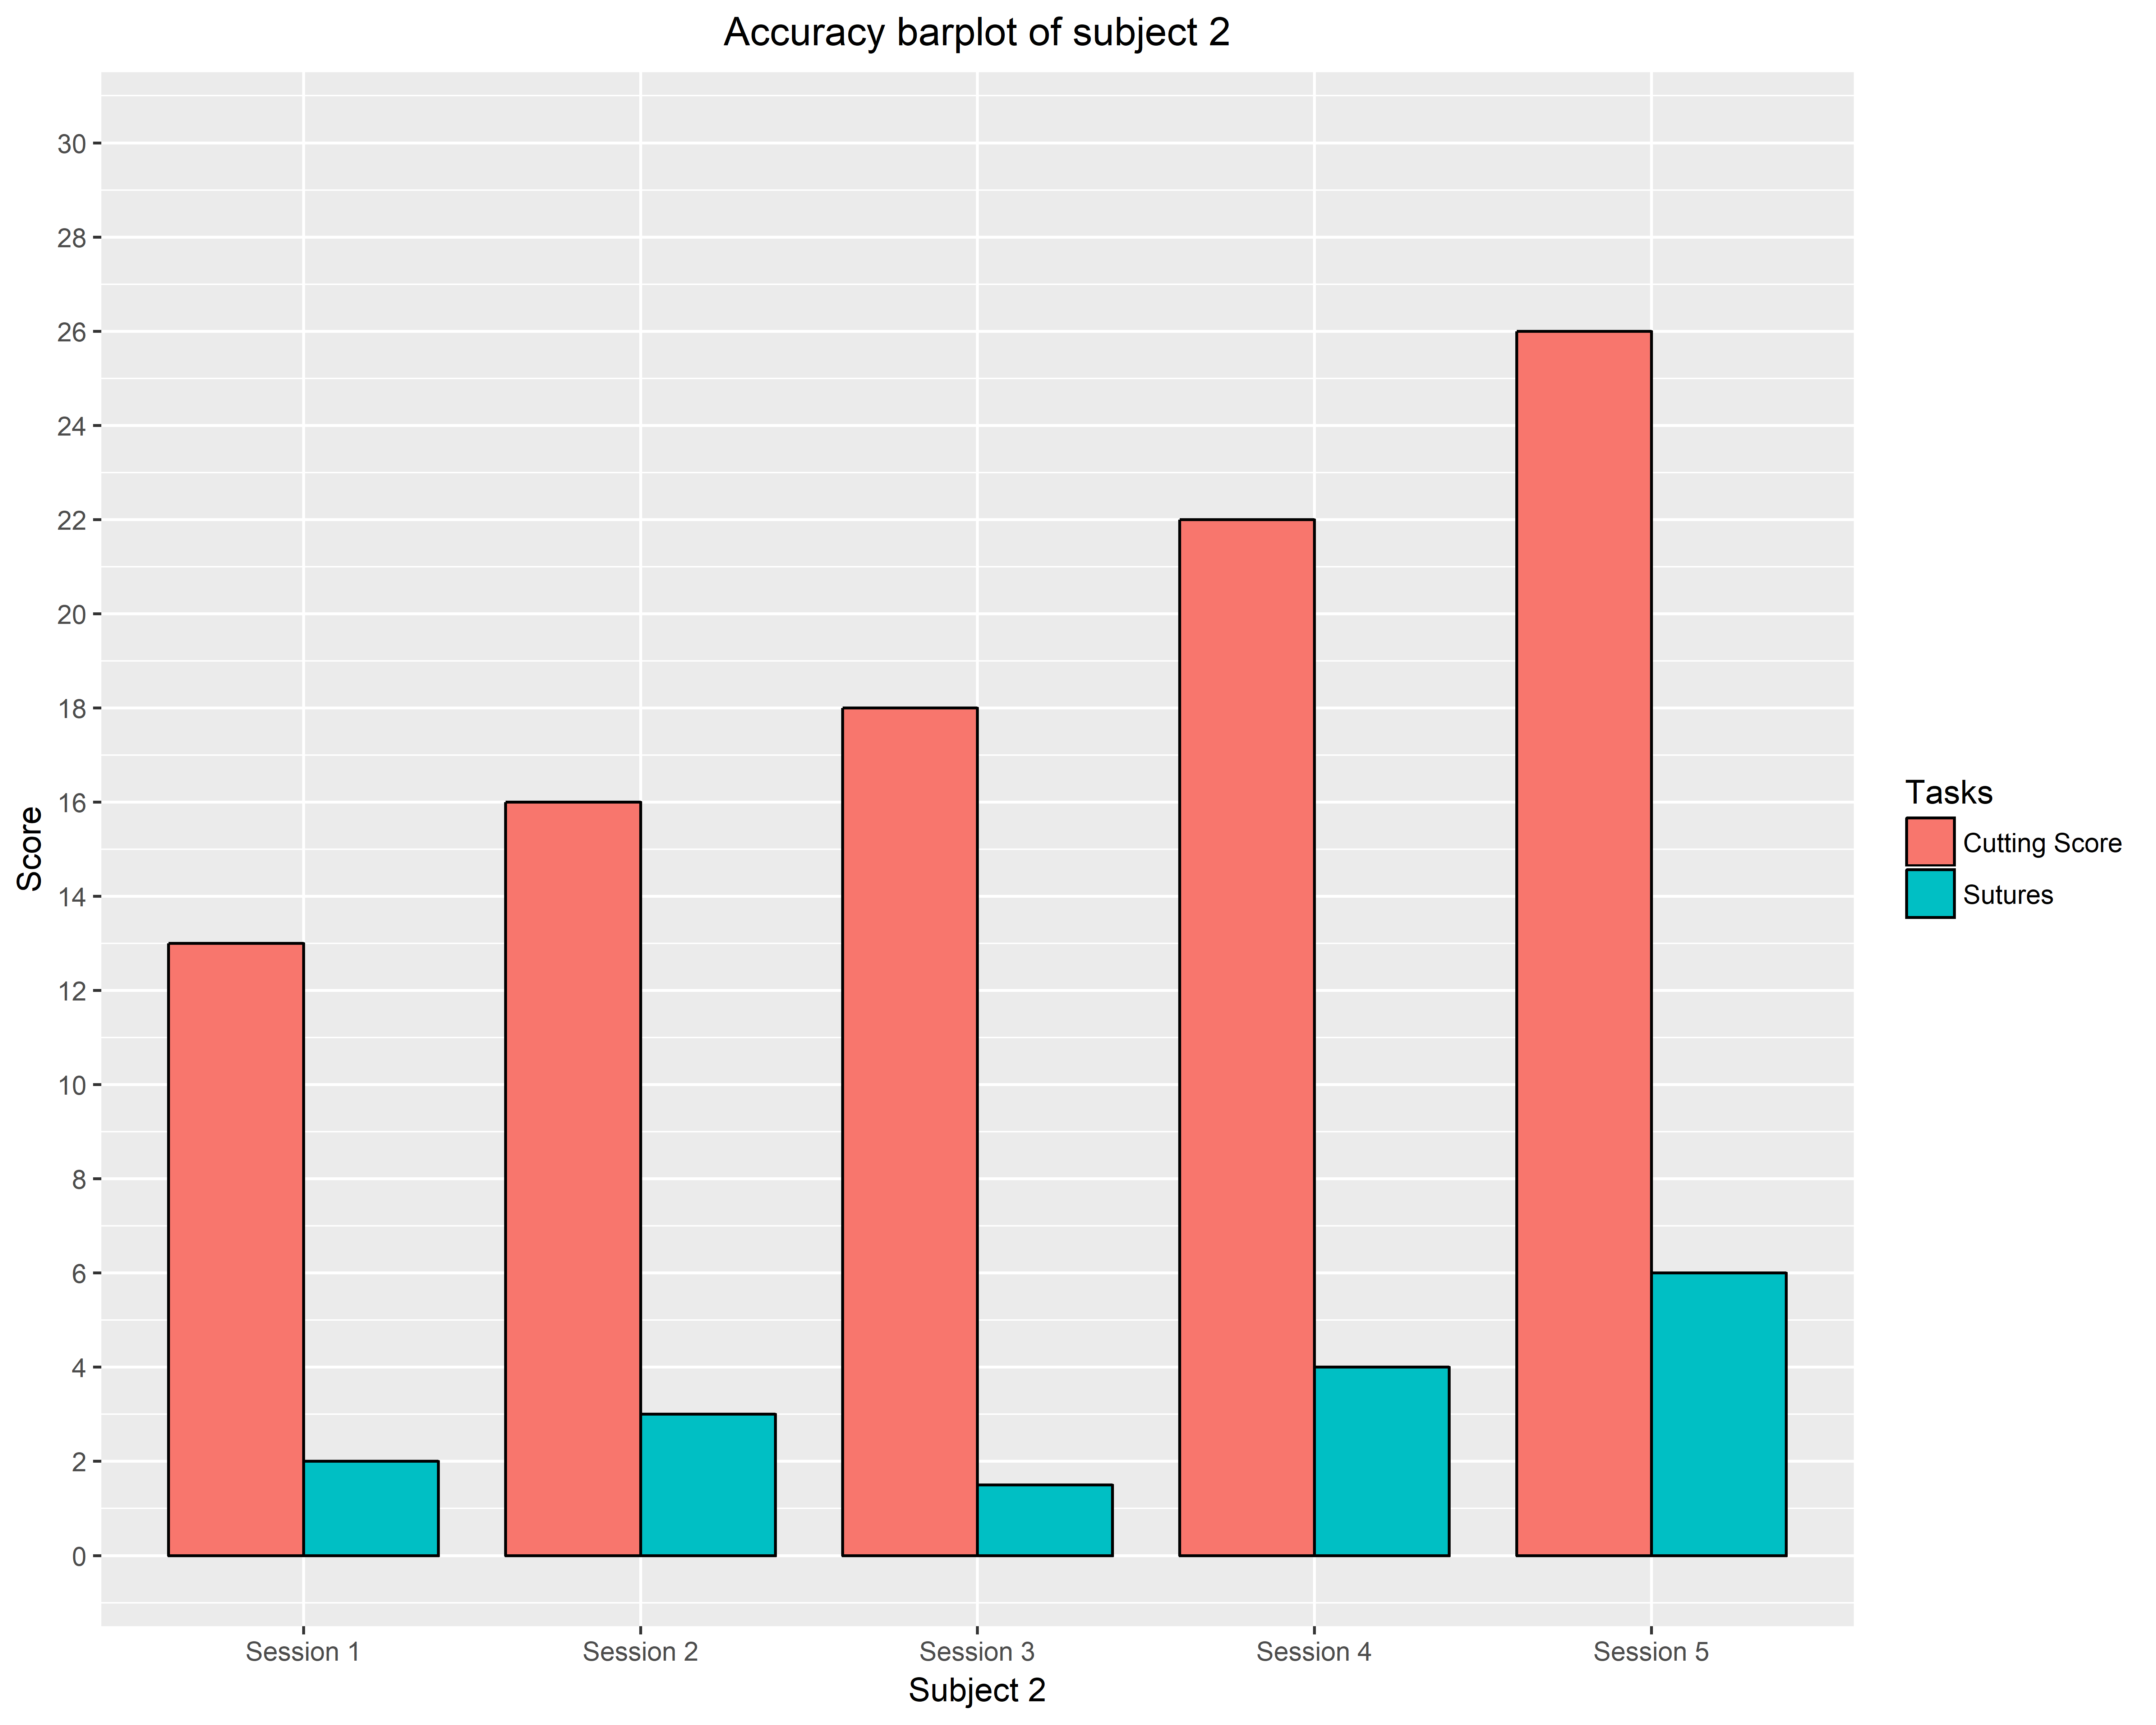 Accuracy barplot of subject 2
30
28
26
24
22
20
18
16
14
12
10
8
6
4
2
0
Score
Session 1 Session 2 Session 3 Session 4 Session 5
Subject 2
Tasks
Cutting Score
Sutures